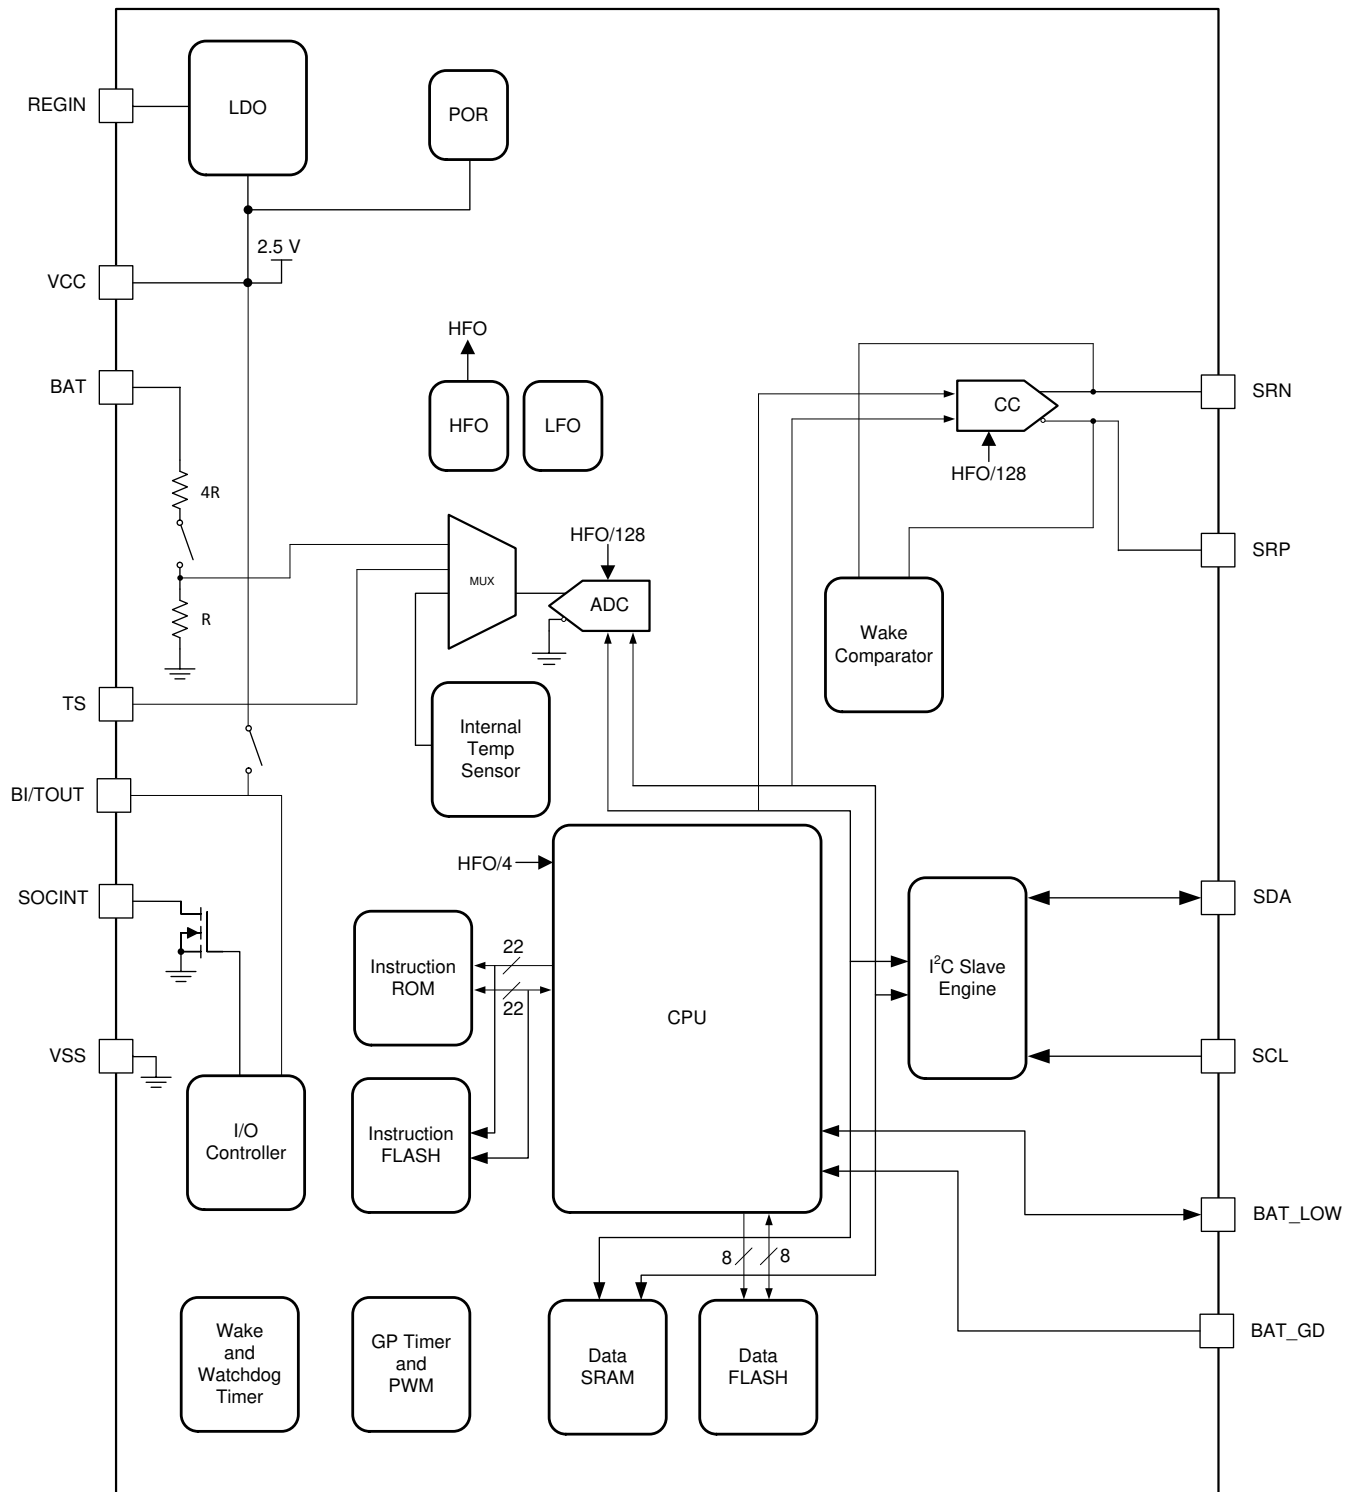 REGIN
LDO
POR
2.5 V
VCC
HFO
BAT
HFO
LFO
CC
SRN
HFO/128
4R
HFO/128
SRP
MUX
ADC
R
Wake
Comparator
TS
Internal
Temp
Sensor
BI/TOUT
HFO/4
SOCINT
SDA
22
Instruction
ROM
22
I²C Slave
Engine
CPU
VSS
SCL
I/O
Controller
Instruction
FLASH
BAT_LOW
8
8
Wake
and
Watchdog
Timer
GP Timer
and
PWM
Data
SRAM
Data
FLASH
BAT_GD